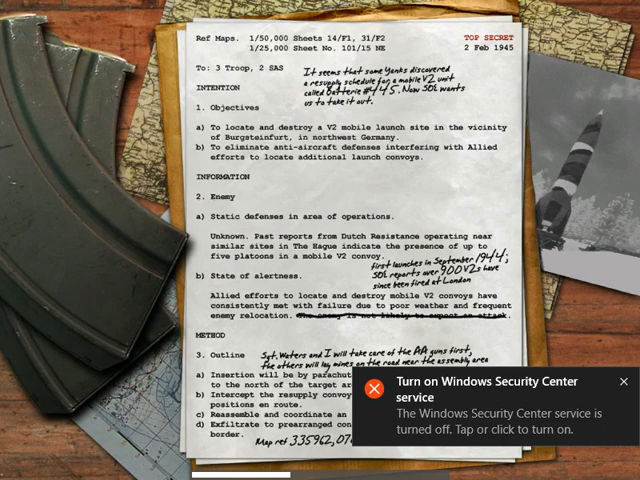 Ref Maps. 1/50,000 Sheets 14/F1, 31/F2
1/25,000 Sheet No. 101/15 NE
TOP SECRET
2 Feb 1945
To: 3 Troop, 2 SAS
It seems that some Yanks discovered
a resupply schedule for a mobile V2 unit
called Batterie #445. Now SOE wants
us to take it out.
INTENTION
1. Objectives
a) To locate and destroy a V2 mobile launch site in the vicinity
of Burgsteinfurt, in northwest Germany.
b) To eliminate anti-aircraft defenses interfering with Allied
efforts to locate additional launch convoys.
INFORMATION
2. Enemy
a) Static defenses in area of operations.
Unknown. Past reports from Dutch Resistance operating near
similar sites in The Hague indicate the presence of up to
five platoons in a mobile V2 convoy.
first launches in September 1944;
SOE reports over 900 V2s have
since been fired at London
b) State of alertness.
Allied efforts to locate and destroy mobile V2 convoys have
consistently met with failure due to poor weather and frequent
enemy relocation. The enemy is not likely to expect an attack.
METHOD
3. Outline
Sgt. Waters and I will take care of the AA guns first,
the others will lay mines on the road near the assembly area
a) Insertion will be by parachut
to the north of the target ar
b) Intercept the resupply convoy
positions en route.
c) Reassemble and coordinate an
d) Exfiltrate to prearranged con
border.
Map ref 335962,
Turn on Windows Security Center
service
The Windows Security Center service is
turned off. Tap or click to turn on.